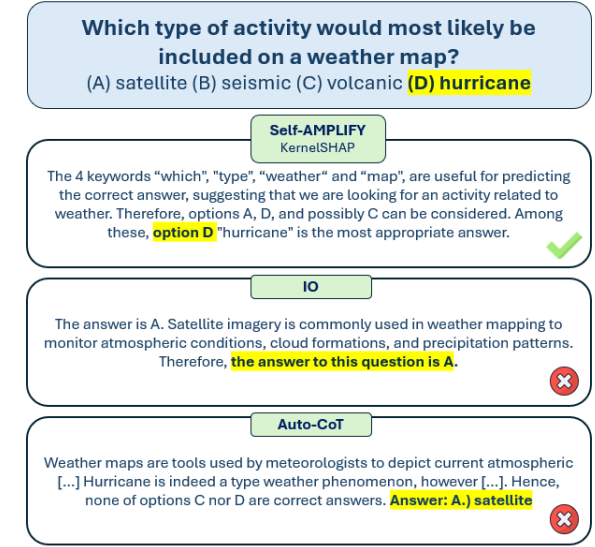 Which type of activity would most likely be
included on a weather map?
(A) satellite (B) seismic (C) volcanic (D) hurricane
Self-AMPLIFY
KernelSHAP
The 4 keywords “which", "type", “weather“ and “map”, are useful for predicting
the correct answer, suggesting that we are looking for an activity related to
weather. Therefore, options A, D, and possibly C can be considered. Among
these, option D "hurricane" is the most appropriate answer.
IO
The answer is A. Satellite imagery is commonly used in weather mapping to
monitor atmospheric conditions, cloud formations, and precipitation patterns.
Therefore, the answer to this question is A.
Auto-CoT
Weather maps are tools used by meteorologists to depict current atmospheric
[...] Hurricane is indeed a type weather phenomenon, however [...]. Hence,
none of options C nor D are correct answers. Answer: A.) satellite